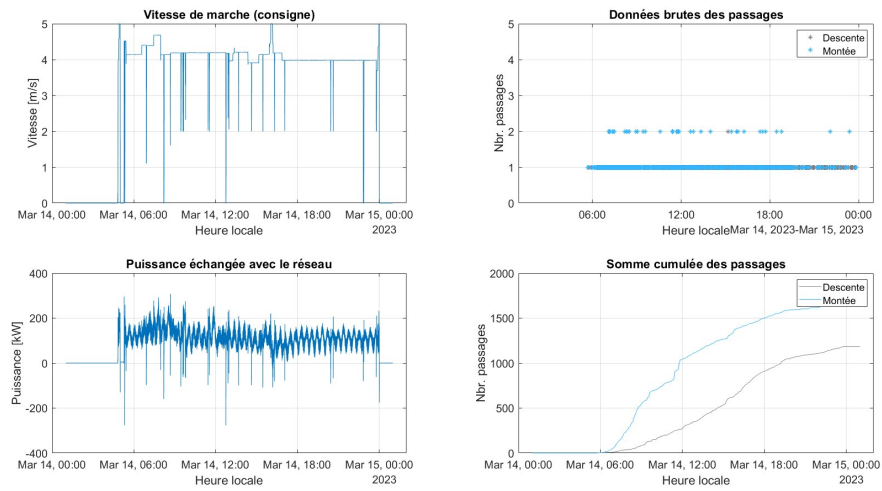 Vitesse de marche (consigne)
5
4
3
2
1
0
Vitesse [m/s]
Mar 14, 00:00 Mar 14, 06:00 Mar 14, 12:00 Mar 14, 18:00 Mar 15, 00:00
Heure locale
2023
Données brutes des passages
5
4
3
2
1
0
Nbr. passages
Descente
Montée
06:00 12:00 18:00 00:00
Heure locale
Mar 14, 2023-Mar 15, 2023
Puissance échangée avec le réseau
400
200
0
-200
-400
Puissance [kW]
Mar 14, 00:00 Mar 14, 06:00 Mar 14, 12:00 Mar 14, 18:00 Mar 15, 00:00
Heure locale
2023
Somme cumulée des passages
2000
1500
1000
500
0
Nbr. passages
Descente
Montée
Mar 14, 00:00 Mar 14, 06:00 Mar 14, 12:00 Mar 14, 18:00 Mar 15, 00:00
Heure locale
2023